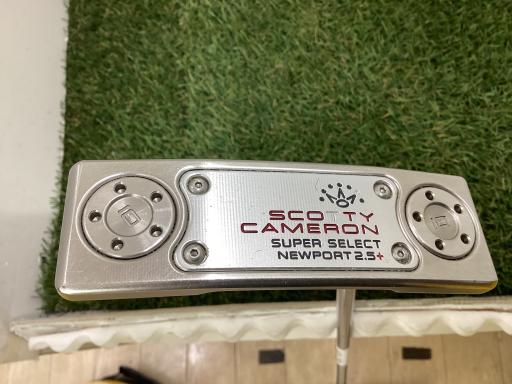 SCOTTY
CAMERON
SUPER SELECT
NEWPORT 2.5+